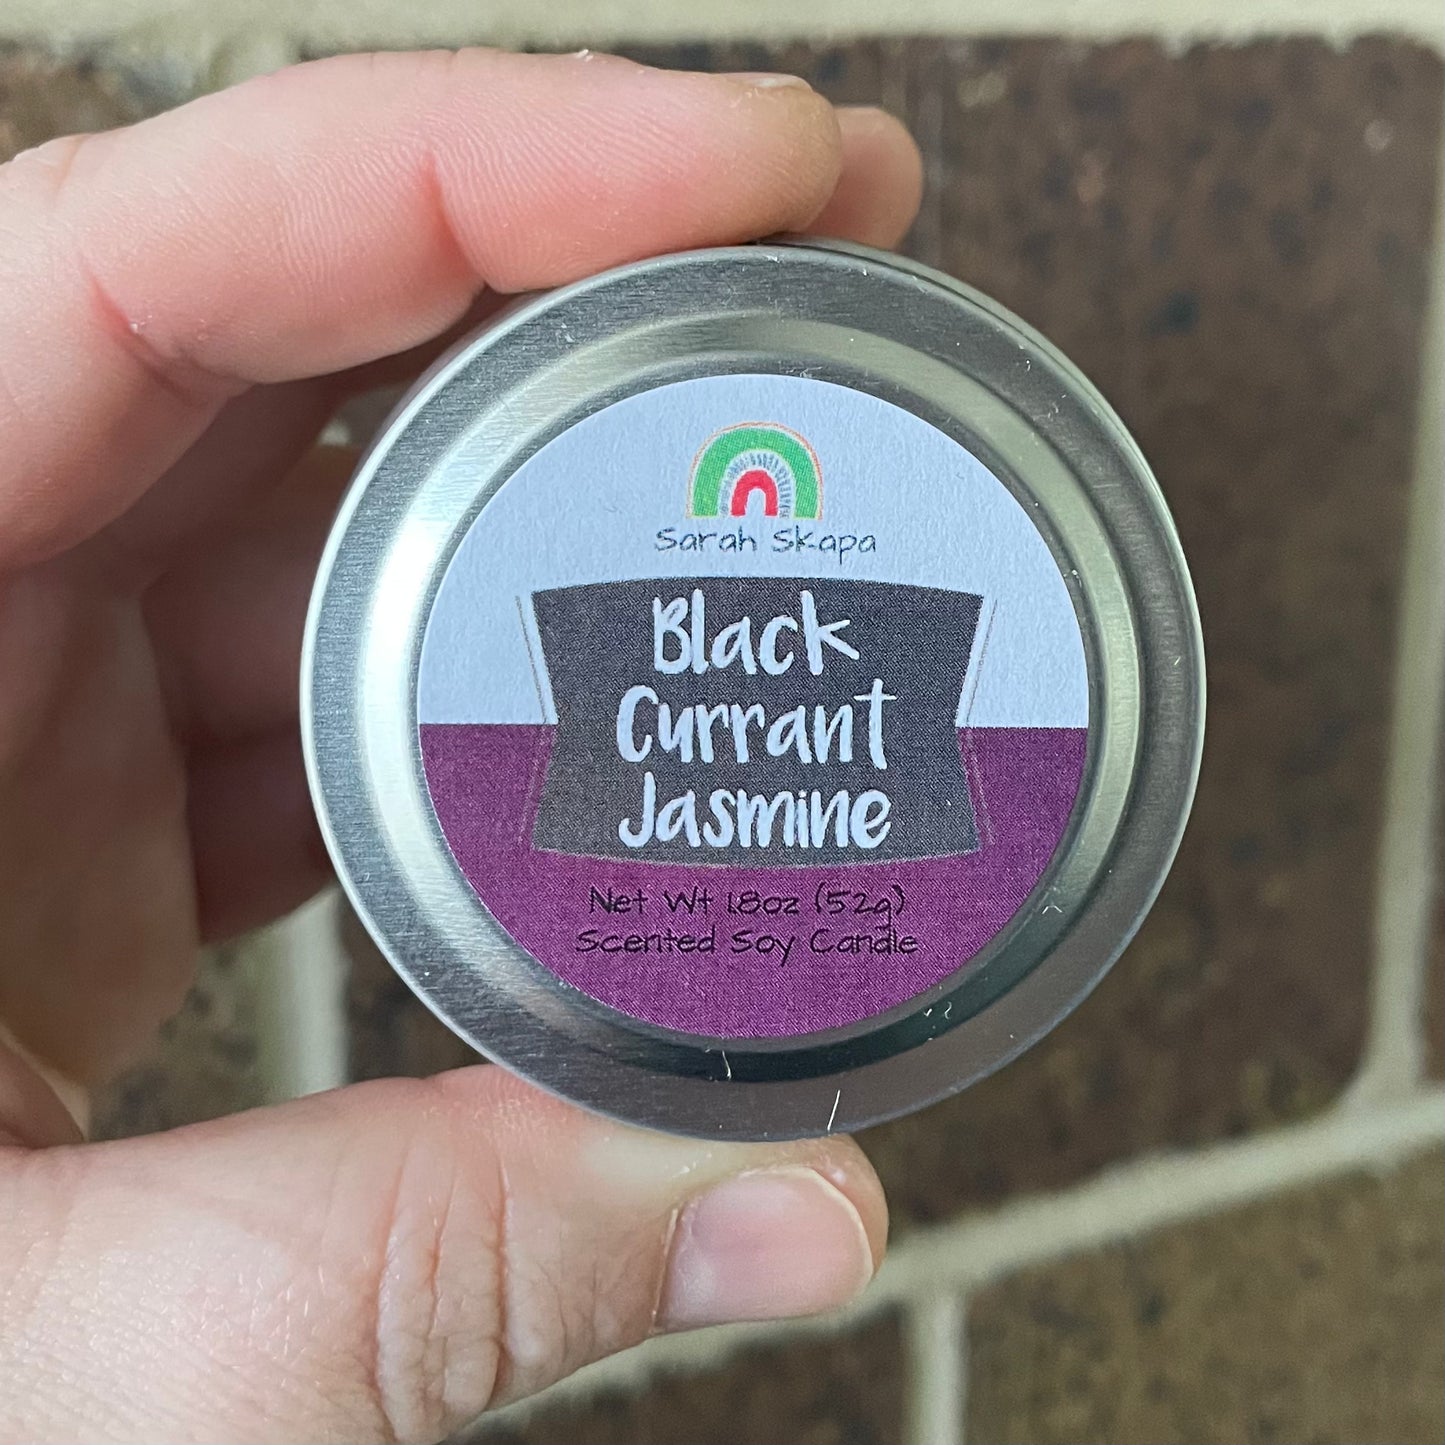 Sarah Skapa
Black
Currant
Jasmine
Net Wt 1.8oz (52g)
Scented Soy Candle